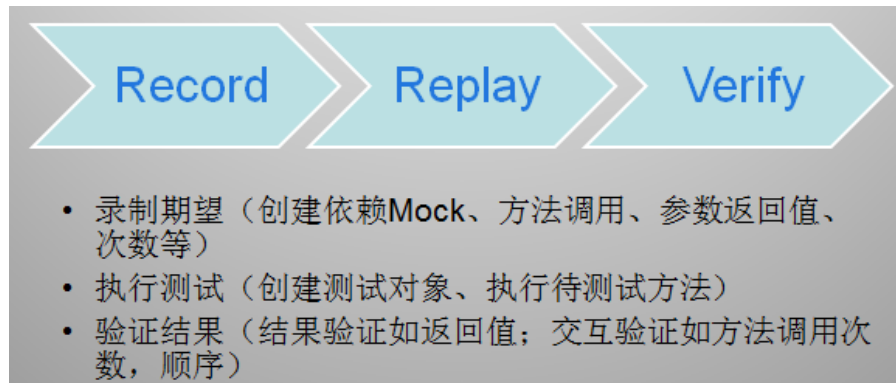 Record Replay Verify
• 录制期望（创建依赖Mock、方法调用、参数返回值、
次数等）
• 执行测试（创建测试对象、执行待测试方法）
• 验证结果（结果验证如返回值；交互验证如方法调用次
数，顺序）